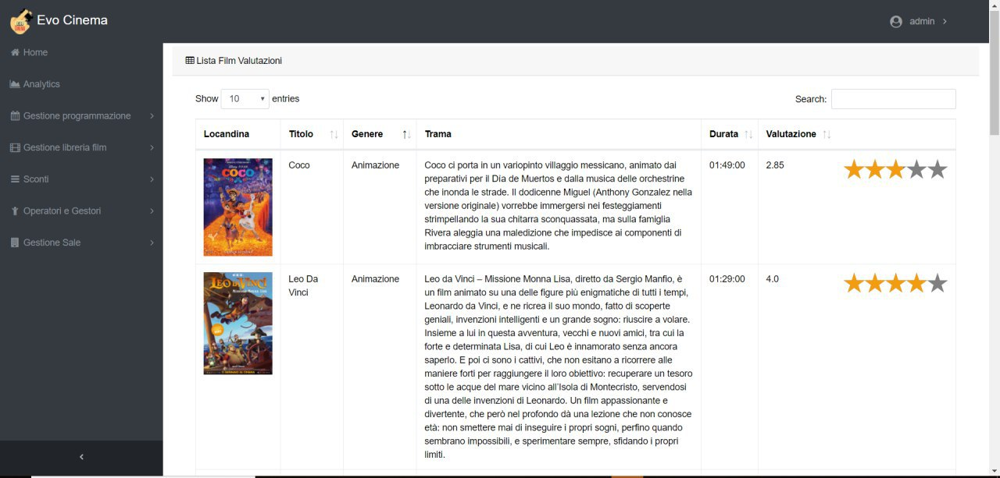 Evo Cinema
admin
Home
Analytics
Gestione programmazione
Gestione libreria film
Sconti
Operatori e Gestori
Gestione Sale
Lista Film Valutazioni
Show 10 entries
Search:
Locandina Titolo Genere Trama Durata Valutazione
COCO
Coco
Animazione
Coco ci porta in un variopinto villaggio messicano, animato dai
preparativi per il Dia de Muertos e dalla musica delle orchestrine
che inonda le strade. Il dodicenne Miguel (Anthony Gonzalez nella
versione originale) vorrebbe immergersi nei festeggiamenti
strimpellando la sua chitarra sconquassata, ma sulla famiglia
Rivera aleggia una maledizione che impedisce ai componenti di
imbracciare strumenti musicali.
01:49:00
2.85
LEO DA VINCI
MISSIONE MONNA LISA
Leo Da
Vinci
Animazione
Leo da Vinci – Missione Monna Lisa, diretto da Sergio Manfio, è
un film animato su una delle figure più enigmatiche di tutti i tempi,
Leonardo da Vinci, e ne ricrea il suo mondo, fatto di scoperte
geniali, invenzioni intelligenti e un grande sogno: riuscire a volare.
Insieme a lui in questa avventura, vecchi e nuovi amici, tra cui la
forte e determinata Lisa, di cui Leo è innamorato senza ancora
saperlo. E poi ci sono i cattivi, che non esitano a ricorrere alle
maniere forti per raggiungere il loro obiettivo: recuperare un tesoro
sotto le acque del mare vicino all'Isola di Montecristo, servendosi
di una delle invenzioni di Leonardo. Un film appassionante e
divertente, che però nel profondo dà una lezione che non conosce
età: non smettere mai di inseguire i propri sogni, perfino quando
sembrano impossibili, e sperimentare sempre, sfidando i propri
limiti.
01:29:00
4.0